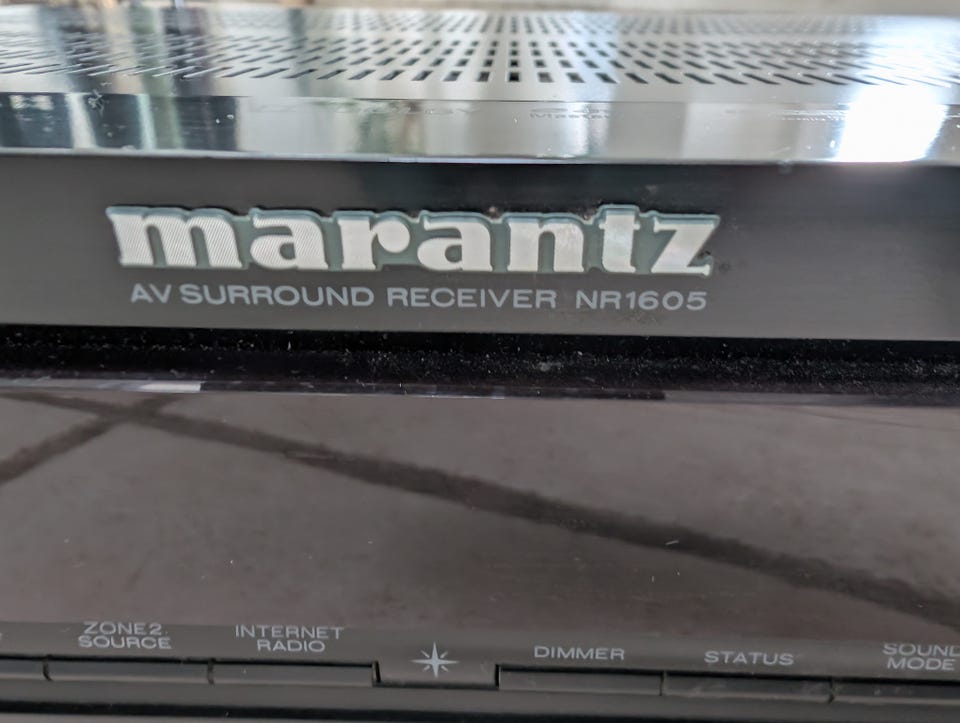 marantz
AV SURROUND RECEIVER NR1605
ZONE2
SOURCE
INTERNET
RADIO
DIMMER
STATUS
SOUND
MODE